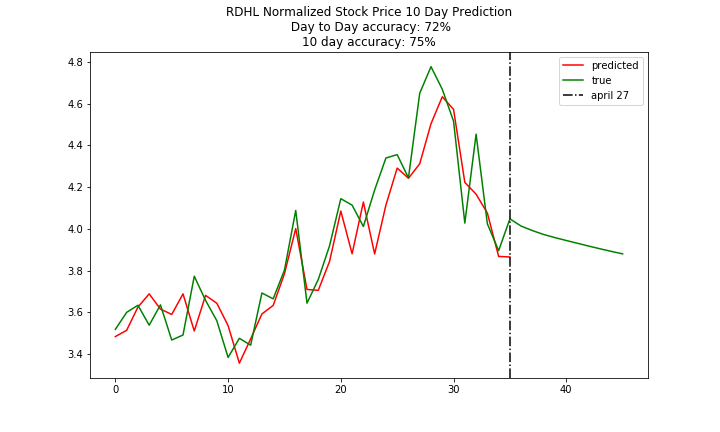 RDHL Normalized Stock Price 10 Day Prediction
Day to Day accuracy: 72%
10 day accuracy: 75%
predicted
true
april 27
4.8
4.6
4.4
4.2
4.0
3.8
3.6
3.4
0 10 20 30 40